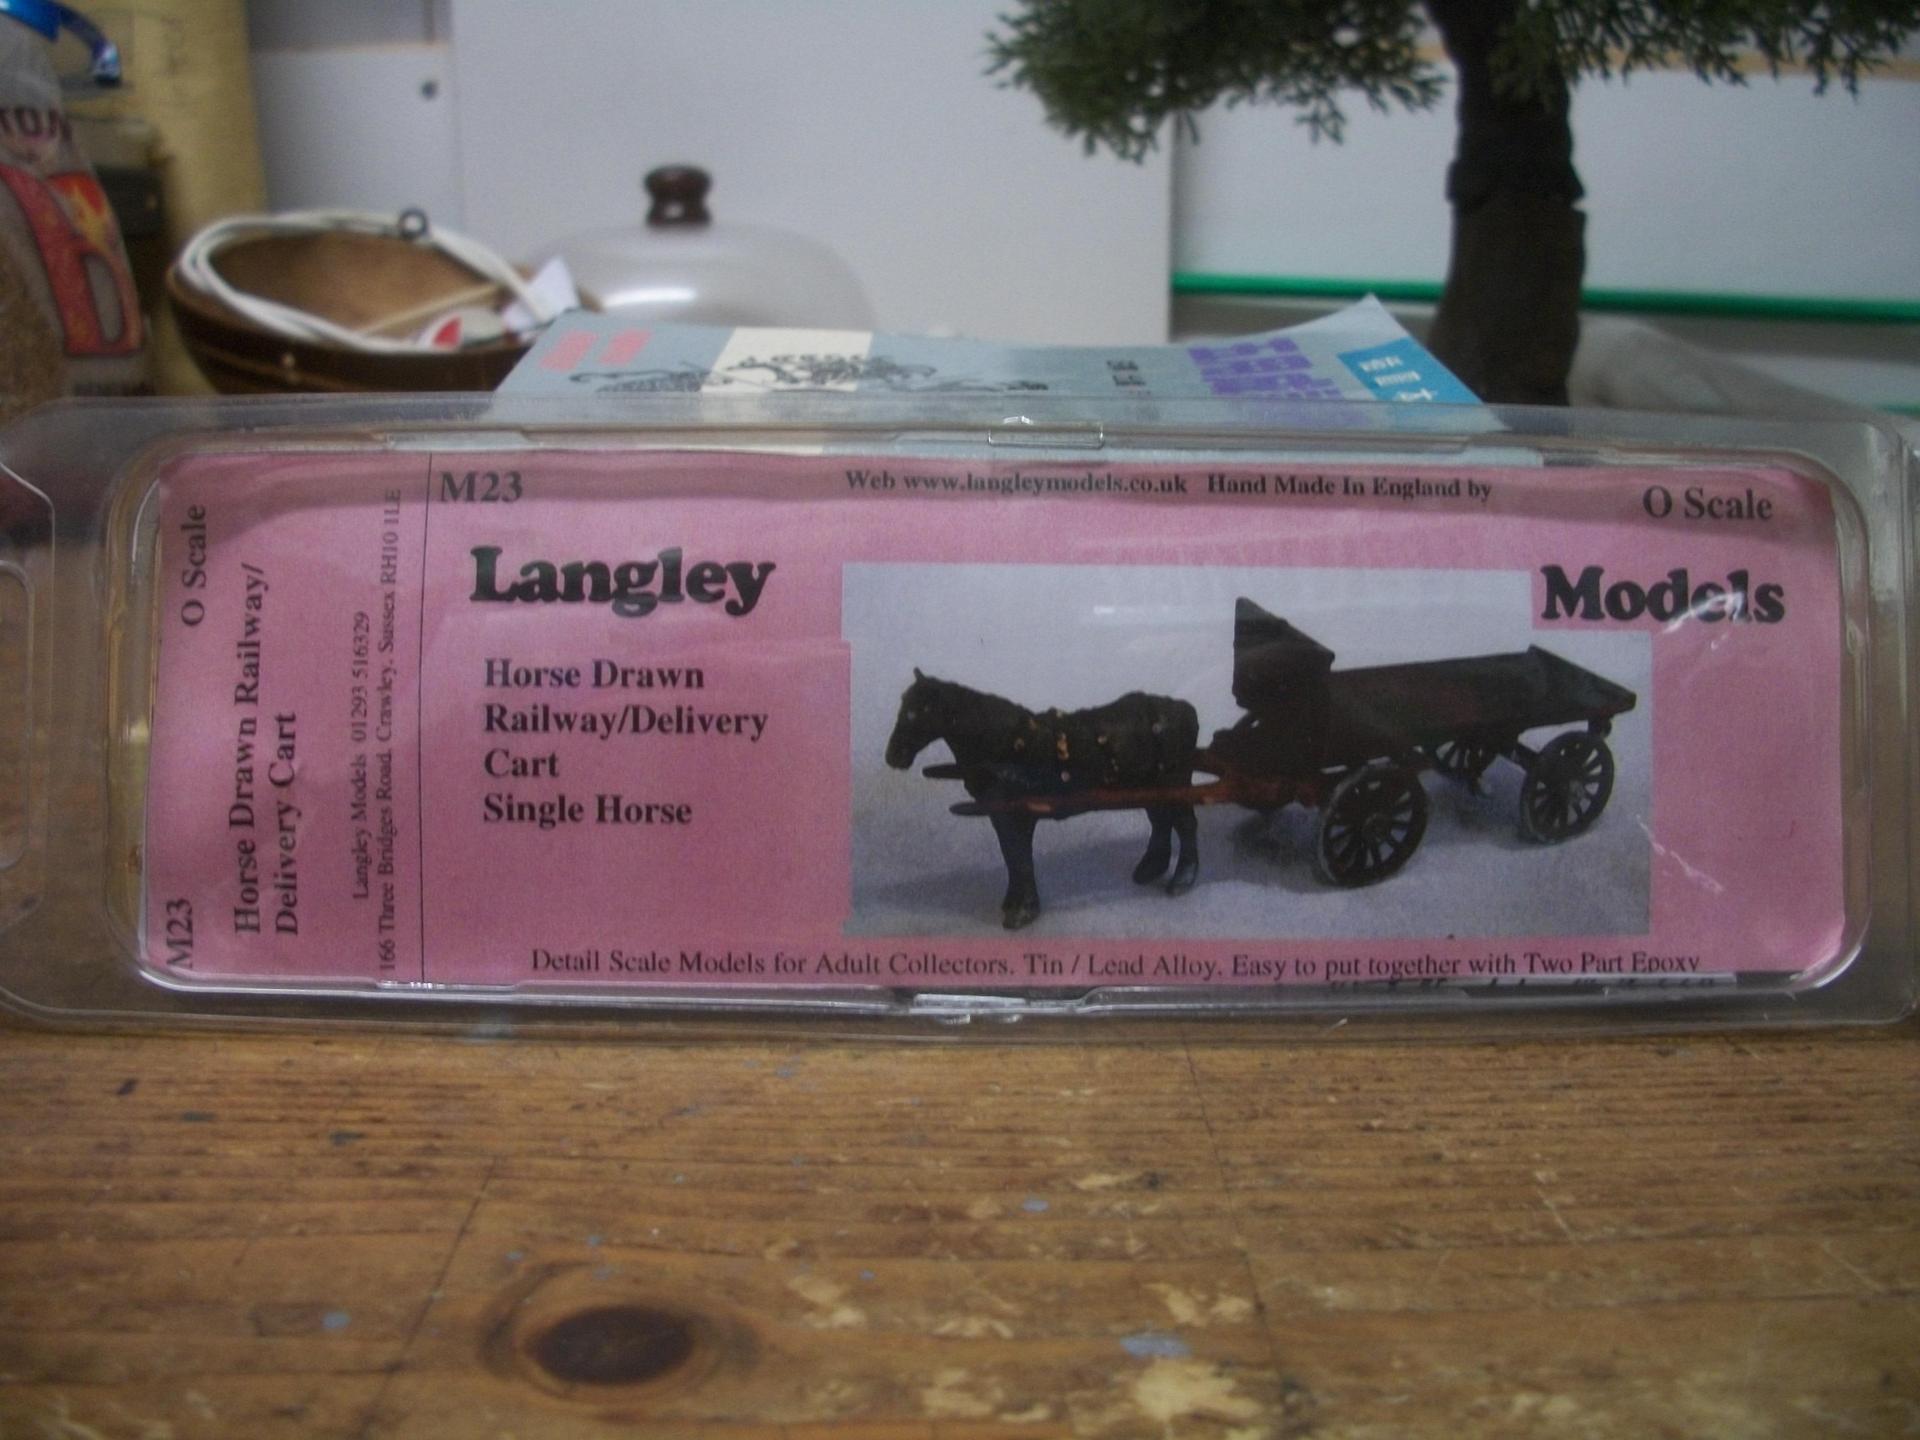 M23
Web www.langleymodels.co.uk Hand Made In England by
O Scale
Langley
Models
Horse Drawn
Railway/Delivery
Cart
Single Horse
Detail Scale Models for Adult Collectors. Tin / Lead Alloy. Easy to put together with Two Part Epoxy
M23 O Scale
Horse Drawn Railway/
Delivery Cart
Langley Models 01293 516329
166 Three Bridges Road. Crawley. Sussex RH10 1LE